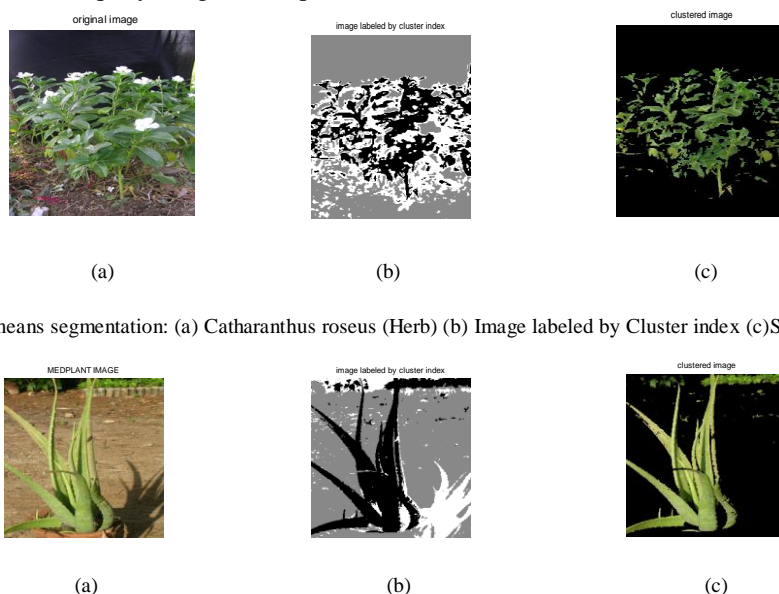 original image
image labeled by cluster index
clustered image
(a)
(b)
(c)
means segmentation: (a) Catharanthus roseus (Herb) (b) Image labeled by Cluster index (c)S
MEDPLANT IMAGE
image labeled by cluster index
clustered image
(a)
(b)
(c)